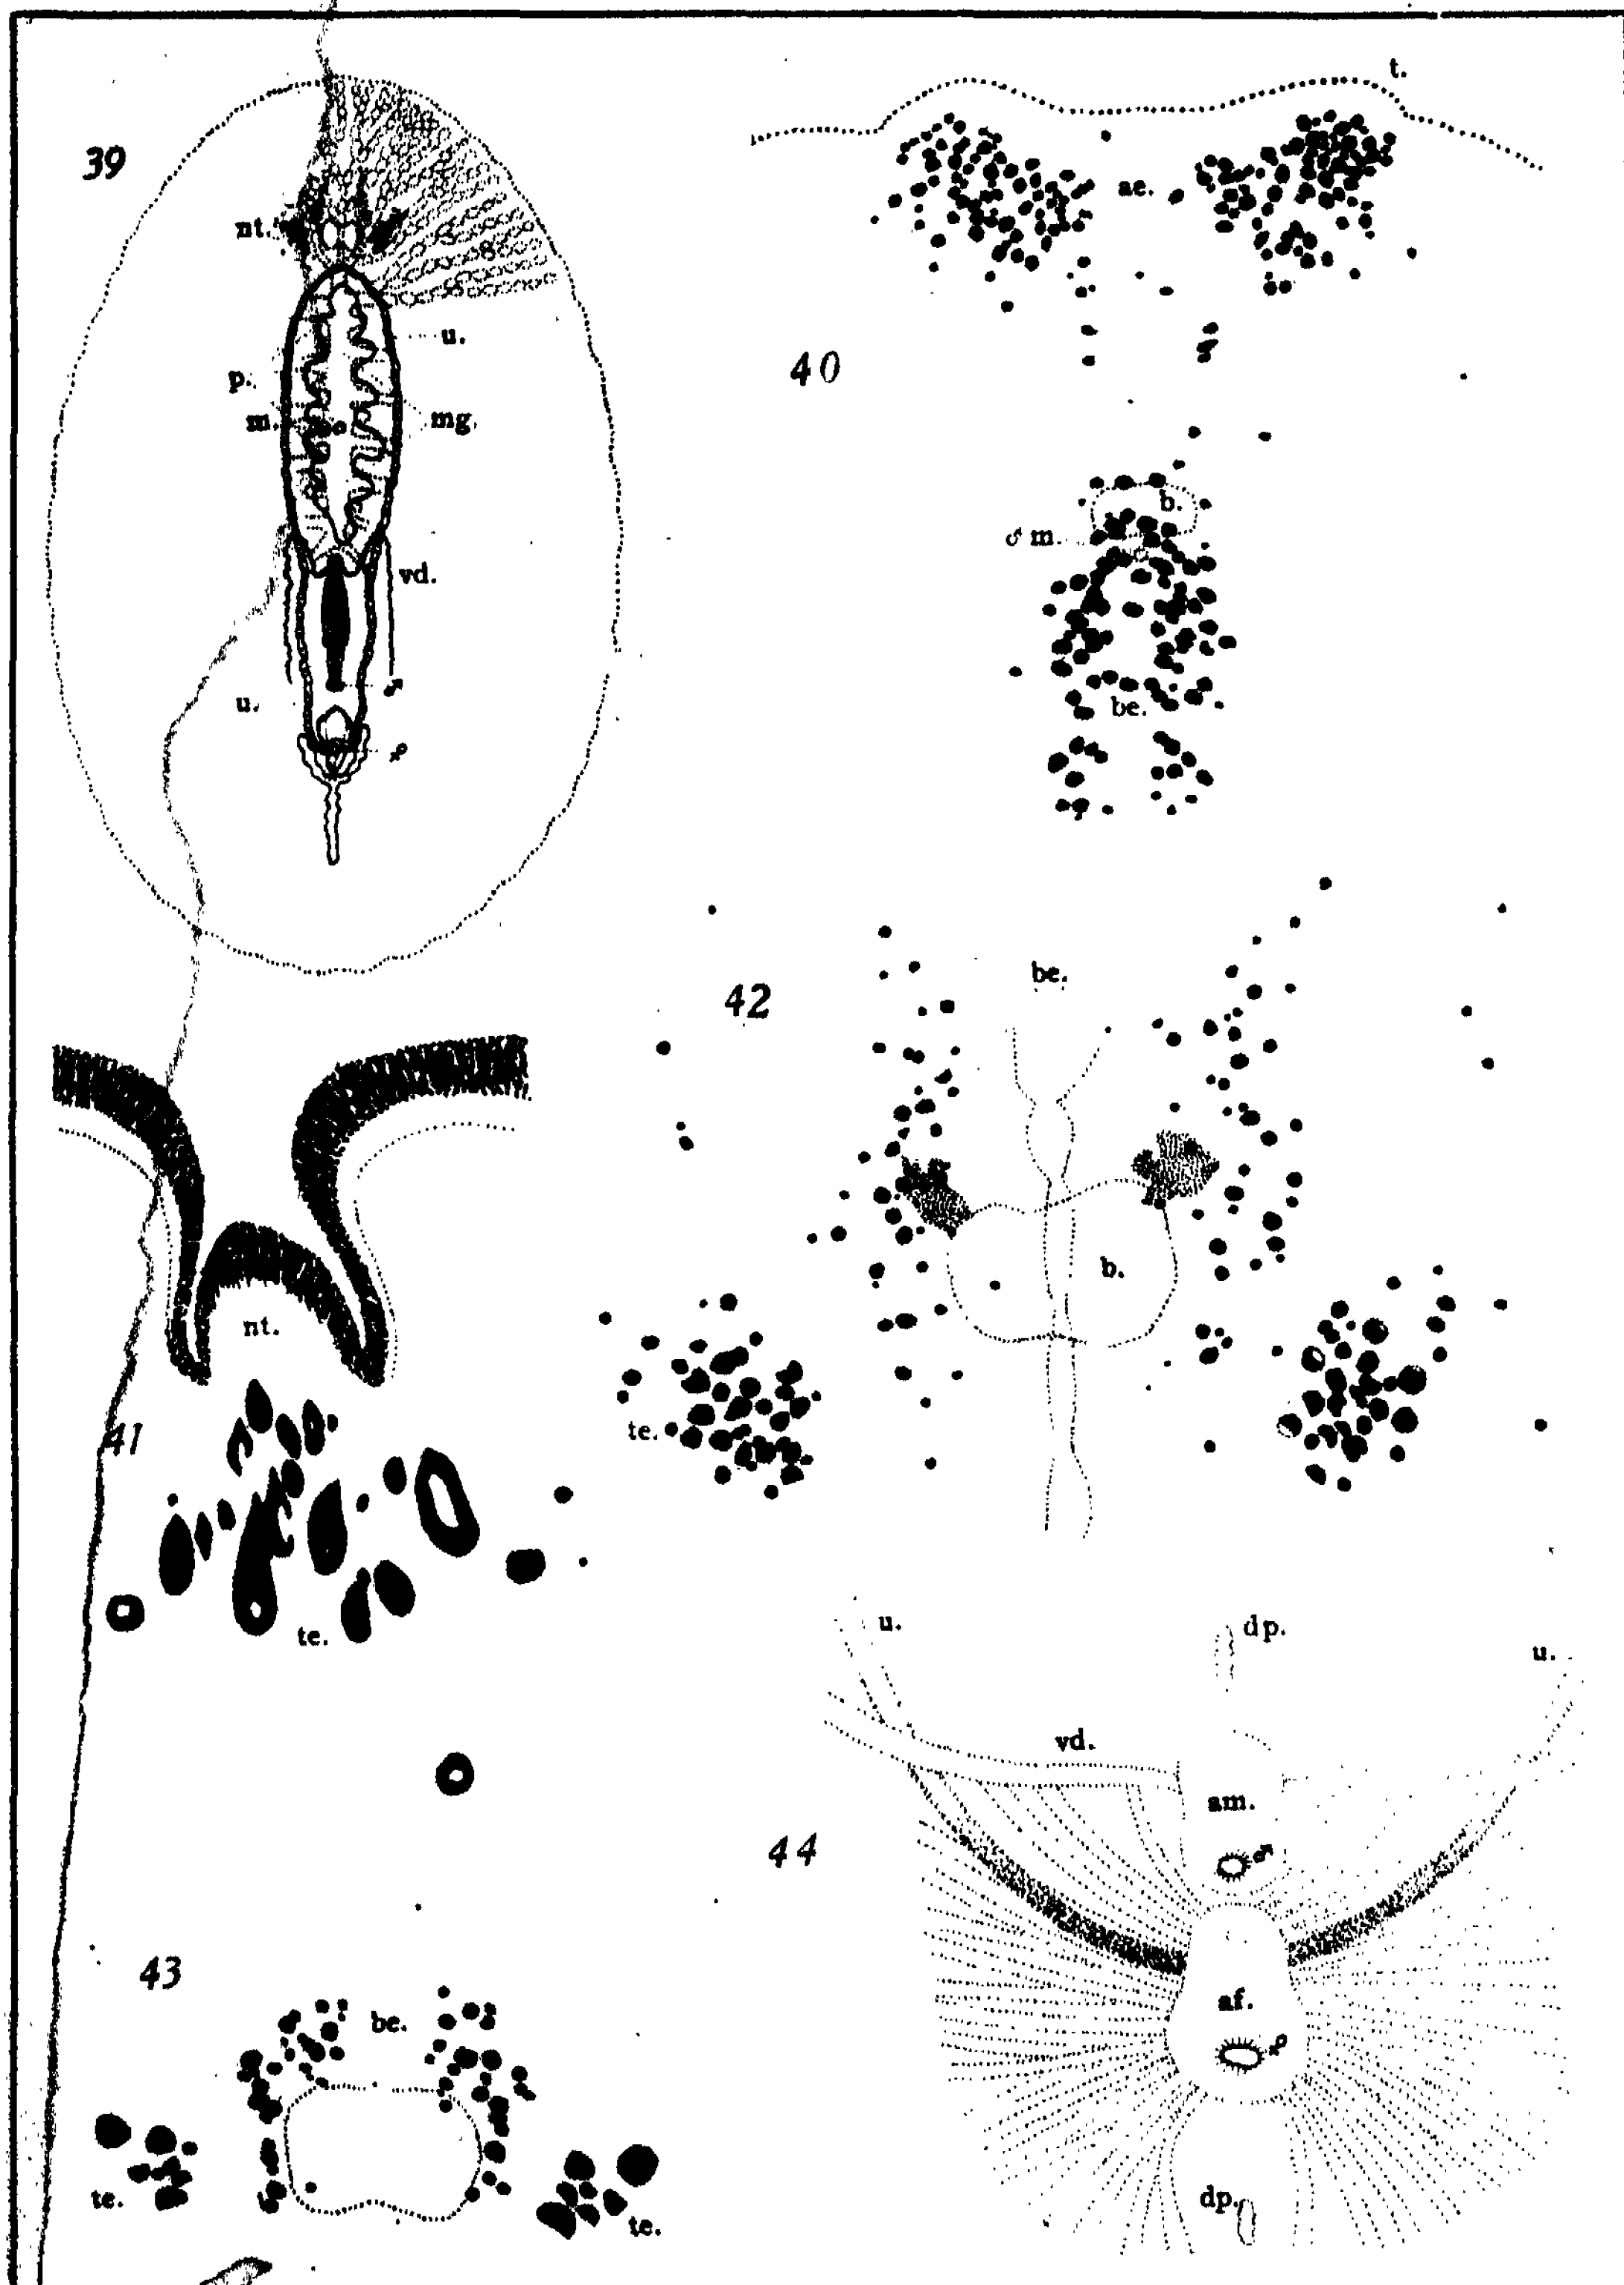 39
nt.
u.
p.
m.
mg.
vd.
♂
u.
♀
t.
ae.
40
b.
♂ m.
be.
42
be.
b.
te.
nt.
41
te.
43
be.
te.
te.
44
u.
dp.
u.
vd.
am.
♂
af.
♀
dp.